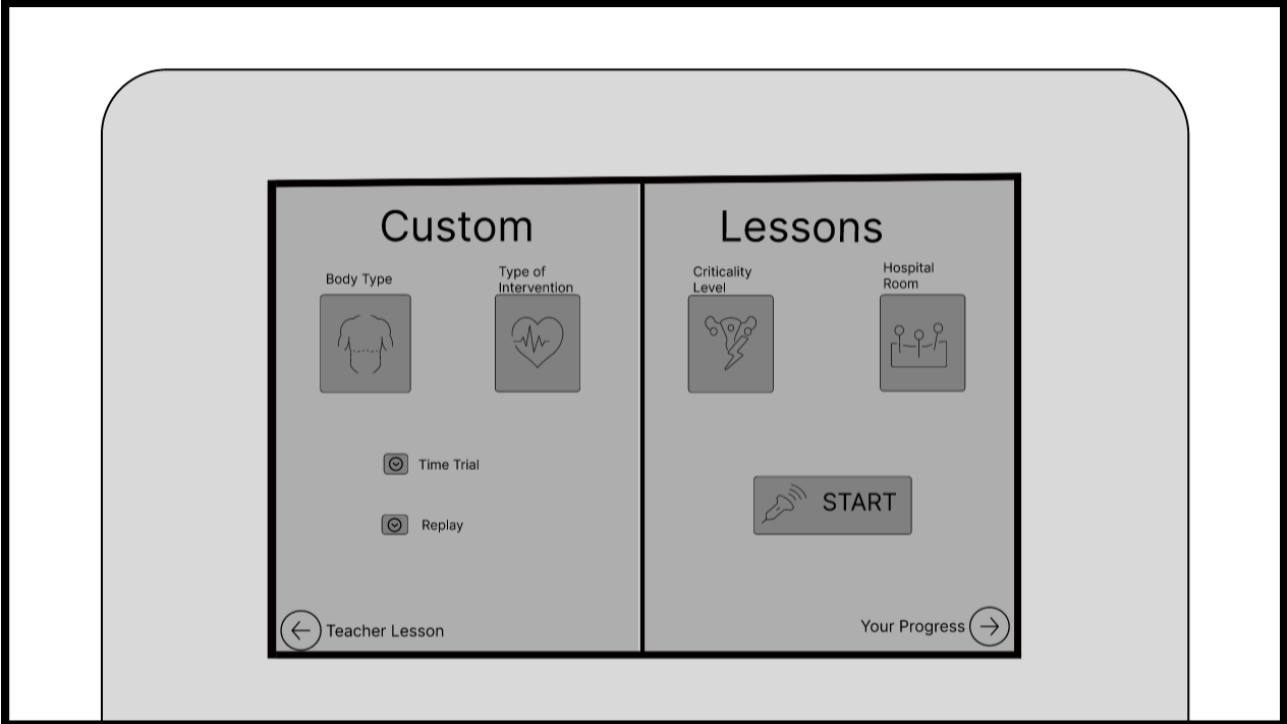 Custom
Body Type
Type of
Intervention
Time Trial
Replay
Teacher Lesson
Lessons
Criticality
Level
Hospital
Room
START
Your Progress